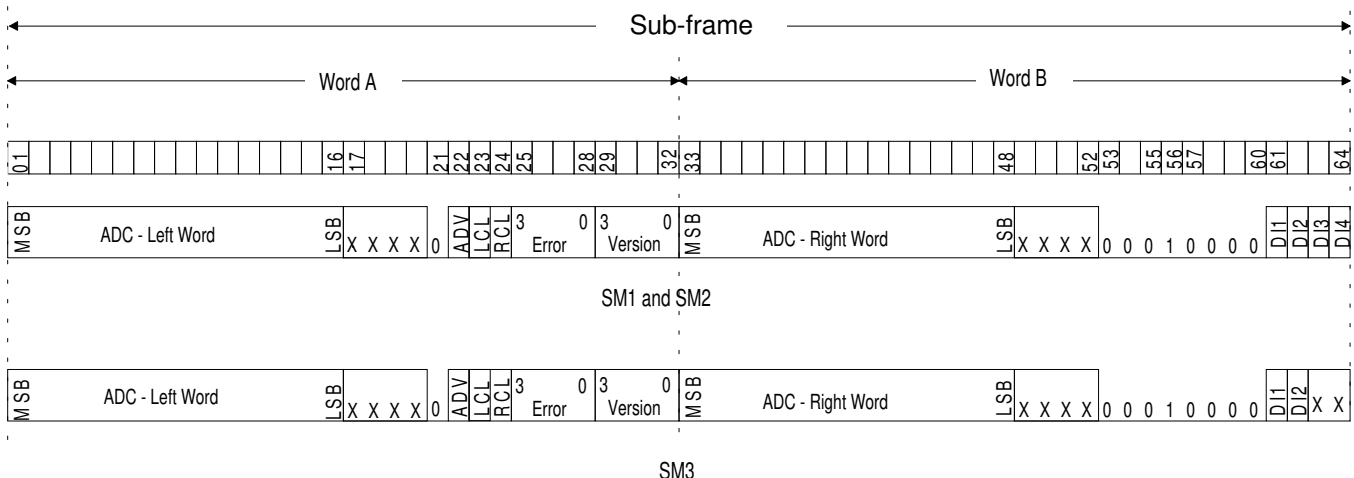 Sub-frame
Word A Word B
01 16 17 21 22 23 24 25 28 29 32 33 48 52 53 55 56 57 60 61 64
MSB ADC - Left Word LSB X X X X 0 ADV LCL RCL 3 0 Error 3 0 Version MSB ADC - Right Word LSB X X X X 0 0 0 1 0 0 0 0 DI1 DI2 DI3 DI4
SM1 and SM2
MSB ADC - Left Word LSB X X X X 0 ADV LCL RCL 3 0 Error 3 0 Version MSB ADC - Right Word LSB X X X X 0 0 0 1 0 0 0 0 DI1 DI2 X X
SM3